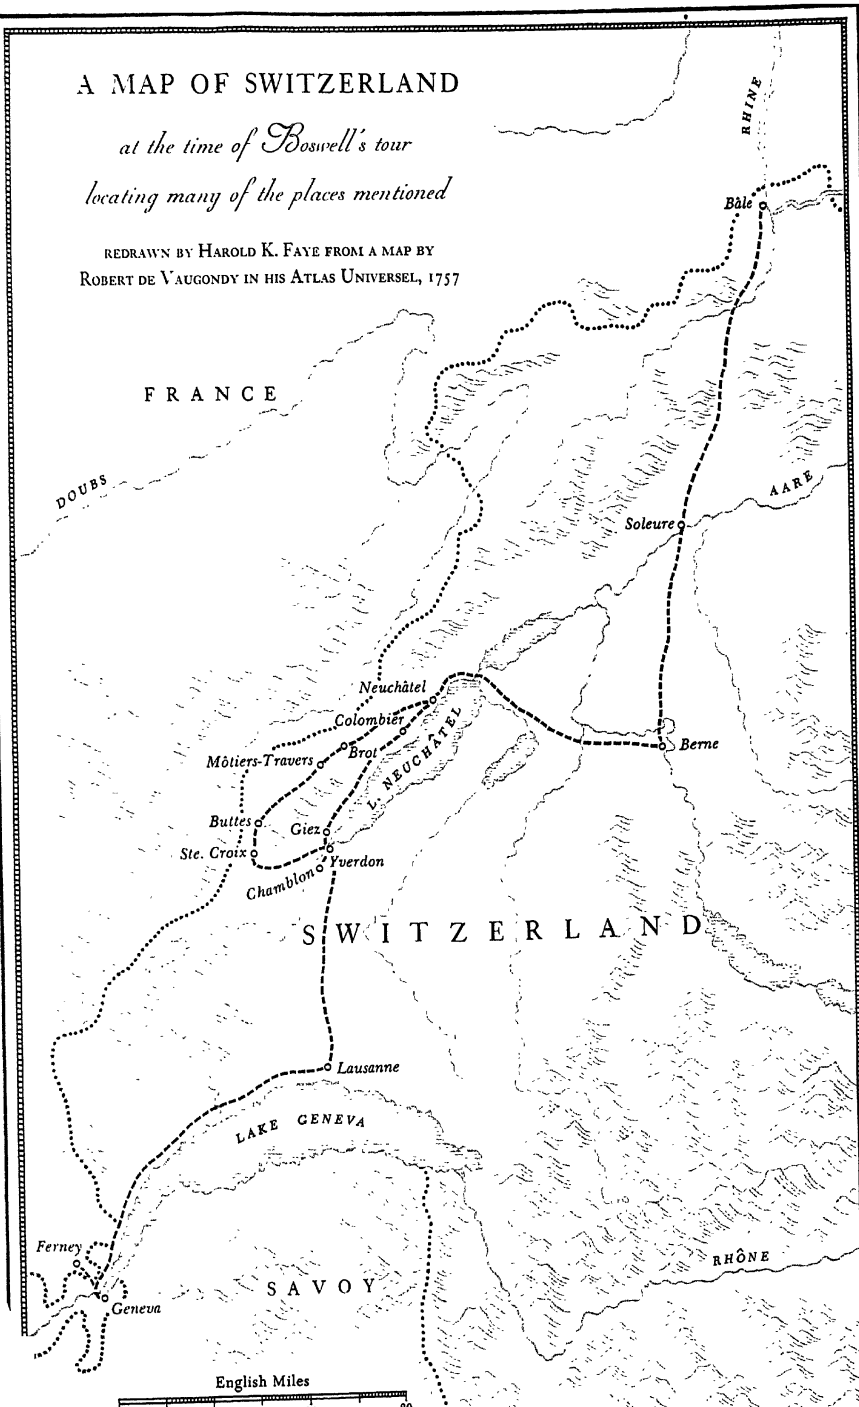 A MAP OF SWITZERLAND
at the time of Boswell's tour
locating many of the places mentioned
REDRAWN BY HAROLD K. FAYE FROM A MAP BY
ROBERT DE VAUGONDY IN HIS ATLAS UNIVERSEL, 1757
RHINE
Bâle
FRANCE
DOUBS
AARE
Soleure
Neuchâtel
Colombier
Brot
Môtiers-Travers
L. NEUCHÂTEL
Berne
Buttes
Giez
Ste. Croix
Yverdon
Chamblon
SWITZERLAND
Lausanne
LAKE GENEVA
Ferney
Geneva
SAVOY
RHÔNE
English Miles